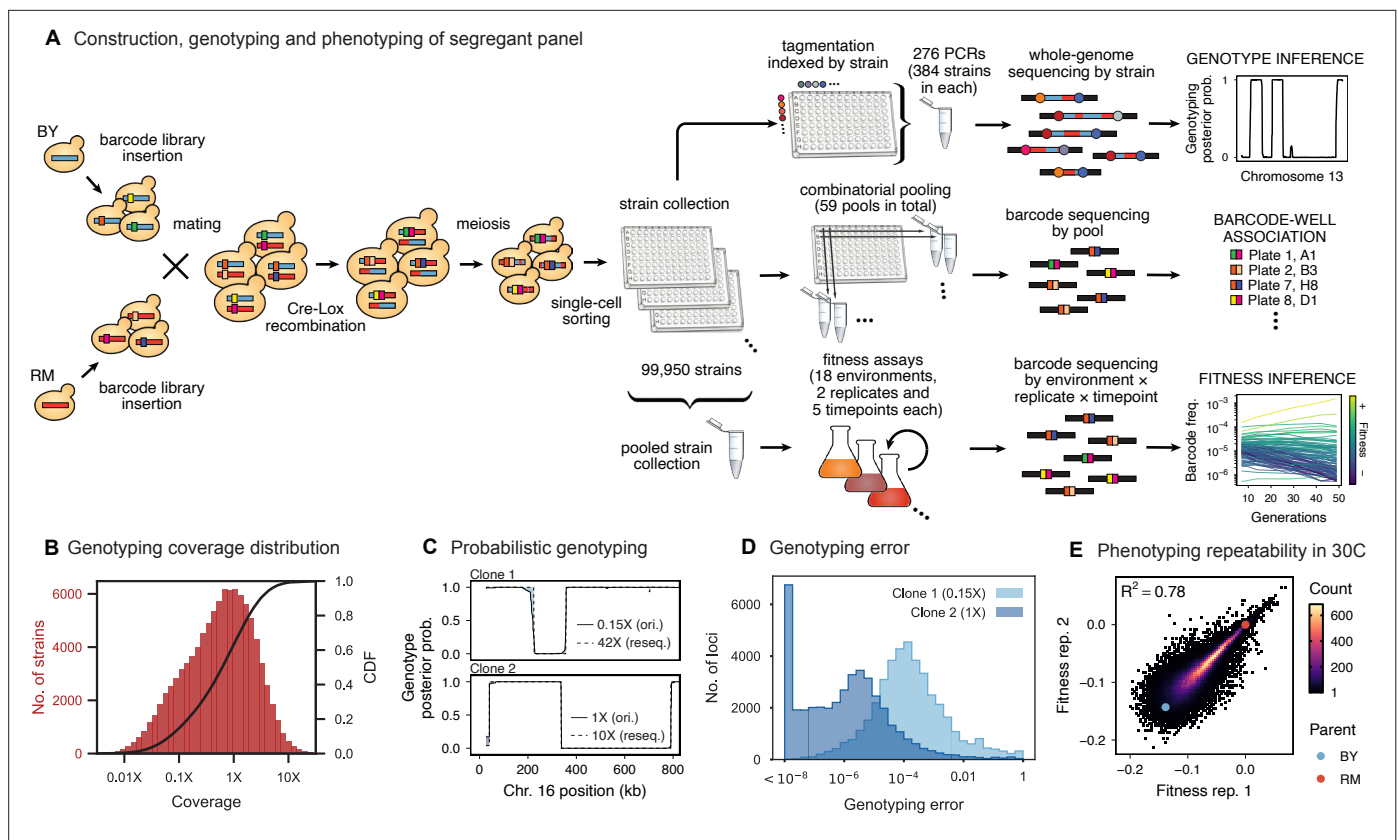 A Construction, genotyping and phenotyping of segregant panel
BY
barcode library
insertion
mating
RM
barcode library
insertion
Cre-Lox
recombination
meiosis
single-cell
sorting
strain collection
99,950 strains
pooled strain
collection
tagmentation
indexed by strain
276 PCRs
(384 strains
in each)
whole-genome
sequencing by strain
GENOTYPE INFERENCE
Genotyping
posterior prob.
1
0
Chromosome 13
combinatorial pooling
(59 pools in total)
barcode sequencing
by pool
BARCODE-WELL
ASSOCIATION
Plate 1, A1
Plate 2, B3
Plate 7, H8
Plate 8, D1
fitness assays
(18 environments,
2 replicates and
5 timepoints each)
barcode sequencing
by environment ×
replicate × timepoint
FITNESS INFERENCE
Barcode freq.
10⁻³
10⁻⁴
10⁻⁵
10⁻⁶
10 20 30 40 50
Generations
+
Fitness
−
B Genotyping coverage distribution
No. of strains
6000
4000
2000
0
0.01X 0.1X 1X 10X
Coverage
1.0
0.8
0.6
0.4
0.2
0.0
CDF
C Probabilistic genotyping
Clone 1
1.0
0.5
0.0
0.15X (ori.)
42X (reseq.)
Clone 2
1.0
0.5
0.0
1X (ori.)
10X (reseq.)
Genotype
posterior prob.
0 200 400 600 800
Chr. 16 position (kb)
D Genotyping error
Clone 1 (0.15X)
Clone 2 (1X)
No. of loci
6000
4000
2000
0
< 10⁻⁸ 10⁻⁶ 10⁻⁴ 0.01 1
Genotyping error
E Phenotyping repeatability in 30C
R² = 0.78
Fitness rep. 2
0.0
−0.1
−0.2
−0.2 −0.1 0.0
Fitness rep. 1
Count
600
400
200
1
Parent
BY
RM